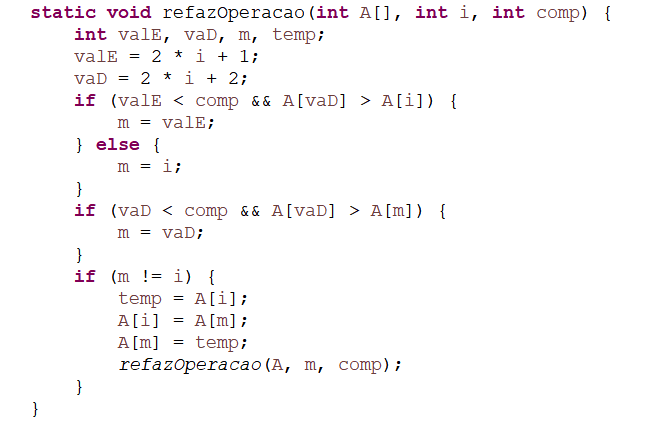 static void refazOperacao(int A[], int i, int comp) {
int valE, vaD, m, temp;
valE = 2 * i + 1;
vaD = 2 * i + 2;
if (valE < comp && A[vaD] > A[i]) {
m = valE;
} else {
m = i;
}
if (vaD < comp && A[vaD] > A[m]) {
m = vaD;
}
if (m != i) {
temp = A[i];
A[i] = A[m];
A[m] = temp;
refazOperacao(A, m, comp);
}
}